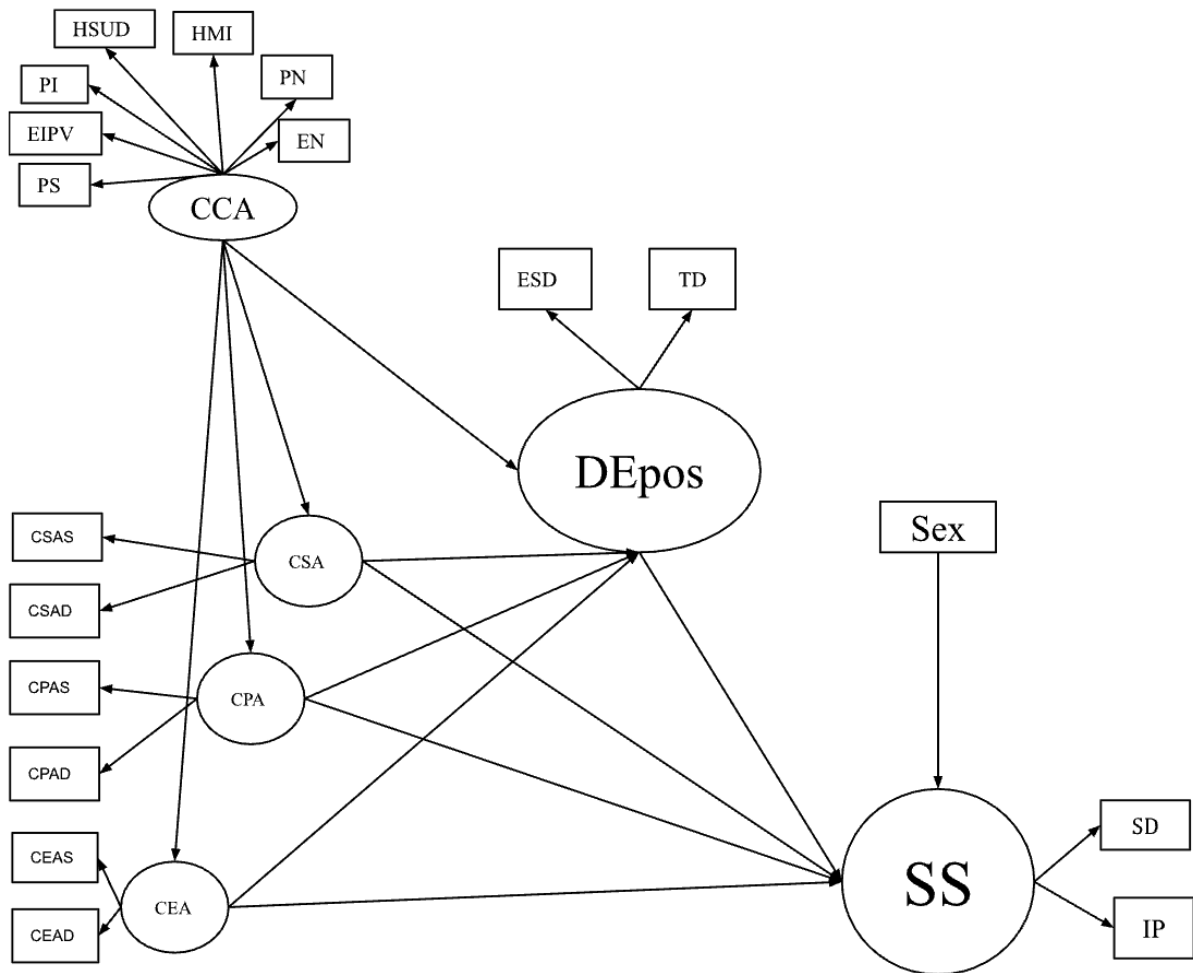 HSUD
HMI
PI
PN
EIPV
EN
PS
CCA
ESD
TD
DEpos
Sex
CSAS
CSA
CSAD
CPAS
CPA
CPAD
SD
CEAS
SS
CEA
CEAD
IP